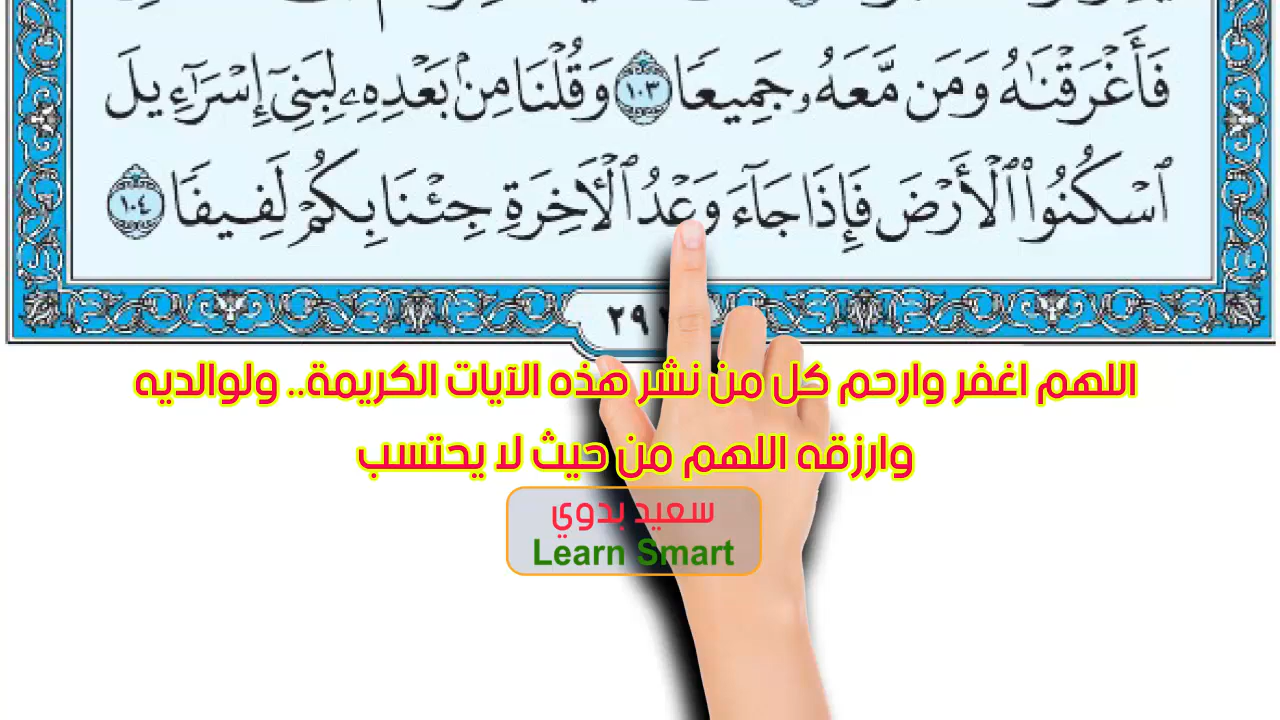 فَأَغْرَقْنَٰهُ وَمَن مَّعَهُۥ جَمِيعًا ١٠٣ وَقُلْنَا مِنۢ بَعْدِهِۦ لِبَنِىٓ إِسْرَٰٓءِيلَ
ٱسْكُنُوا۟ ٱلْأَرْضَ فَإِذَا جَآءَ وَعْدُ ٱلْـَٔاخِرَةِ جِئْنَا بِكُمْ لَفِيفًا ١٠٤
اللهم اغفر وارحم كل من نشر هذه الآيات الكريمة.. ولوالديه
وارزقه اللهم من حيث لا يحتسب
سعيد بدوي
Learn Smart